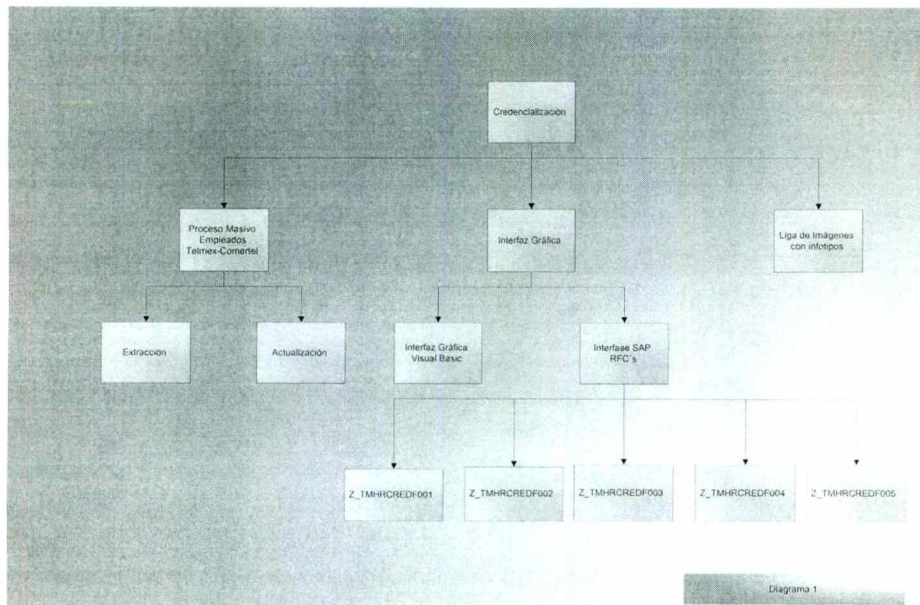 Credencialización
Proceso Masivo
Empleados
Telmex-Comertel
Interfaz Gráfica
Liga de Imágenes
con infotipos
Extracción
Actualización
Interfaz Gráfica
Visual Basic
Interfase SAP
RFC´s
Z_TMHRCREDF001
Z_TMHRCREDF002
Z_TMHRCREDF003
Z_TMHRCREDF004
Z_TMHRCREDF005
Diagrama 1